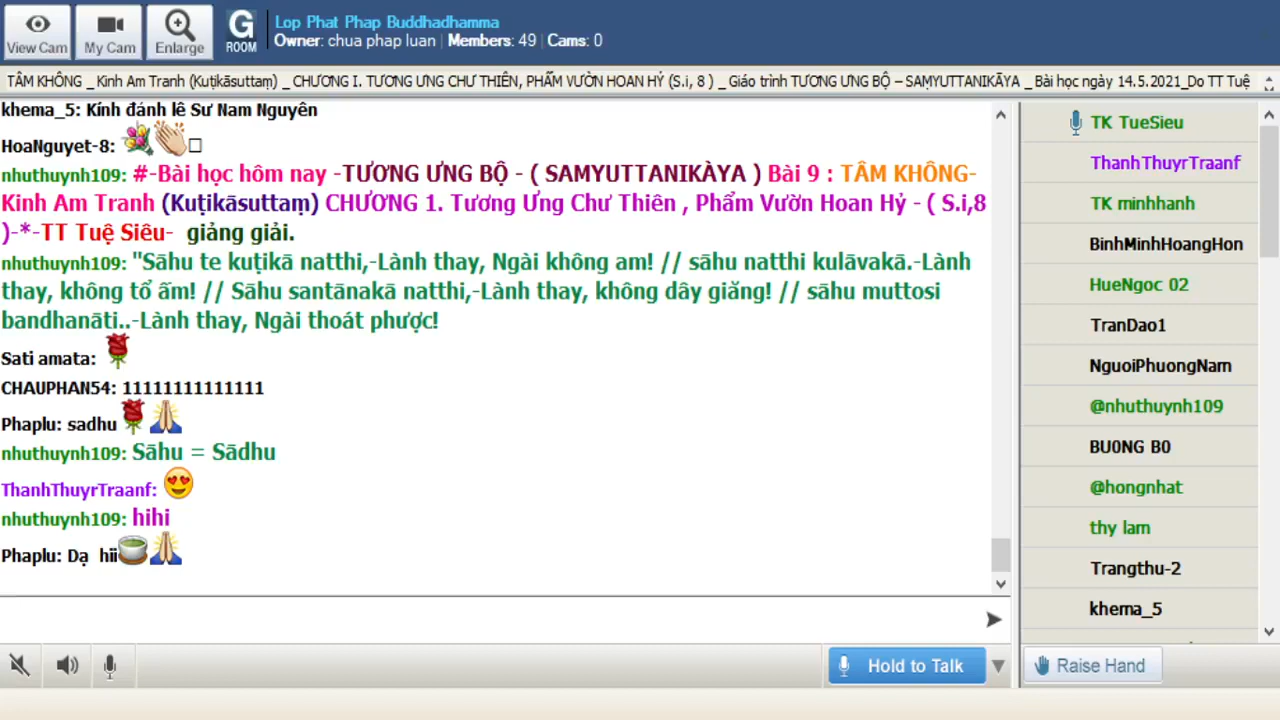 View Cam
My Cam
Enlarge
G
ROOM
Lop Phat Phap Buddhadhamma
Owner: chua phap luan | Members: 49 | Cams: 0
TÂM KHÔNG _ Kinh Am Tranh (Kuṭikāsuttaṃ) _ CHƯƠNG I. TƯƠNG ƯNG CHƯ THIÊN, PHẨM VƯỜN HOAN HỶ (S.i, 8 ) _ Giáo trình TƯƠNG ƯNG BỘ – SAṂYUTTANIKĀYA _ Bài học ngày 14.5.2021_Do TT Tuệ
khema_5: Kính đảnh lễ Sư Nam Nguyên
HoaNguyet-8:
nhuthuynh109: #-Bài học hôm nay -TƯƠNG ƯNG BỘ - ( SAMYUTTANIKÀYA ) Bài 9 : TÂM KHÔNG-
Kinh Am Tranh (Kuṭikāsuttaṃ) CHƯƠNG 1. Tương Ưng Chư Thiên , Phẩm Vườn Hoan Hỷ - ( S.i,8
)-*-TT Tuệ Siêu- giảng giải.
nhuthuynh109: "Sāhu te kuṭikā natthi,-Lành thay, Ngài không am! // sāhu natthi kulāvakā.-Lành
thay, không tổ ấm! // Sāhu santānakā natthi,-Lành thay, không dây giăng! // sāhu muttosi
bandhanāti..-Lành thay, Ngài thoát phược!
Sati amata:
CHAUPHAN54: 11111111111111
Phaplu: sadhu
nhuthuynh109: Sāhu = Sādhu
ThanhThuyrTraanf:
nhuthuynh109: hihi
Phaplu: Dạ hii
Hold to Talk
TK TueSieu
ThanhThuyrTraanf
TK minhhanh
BinhMinhHoangHon
HueNgoc 02
TranDao1
NguoiPhuongNam
@nhuthuynh109
BU0NG B0
@hongnhat
thy lam
Trangthu-2
khema_5
Raise Hand